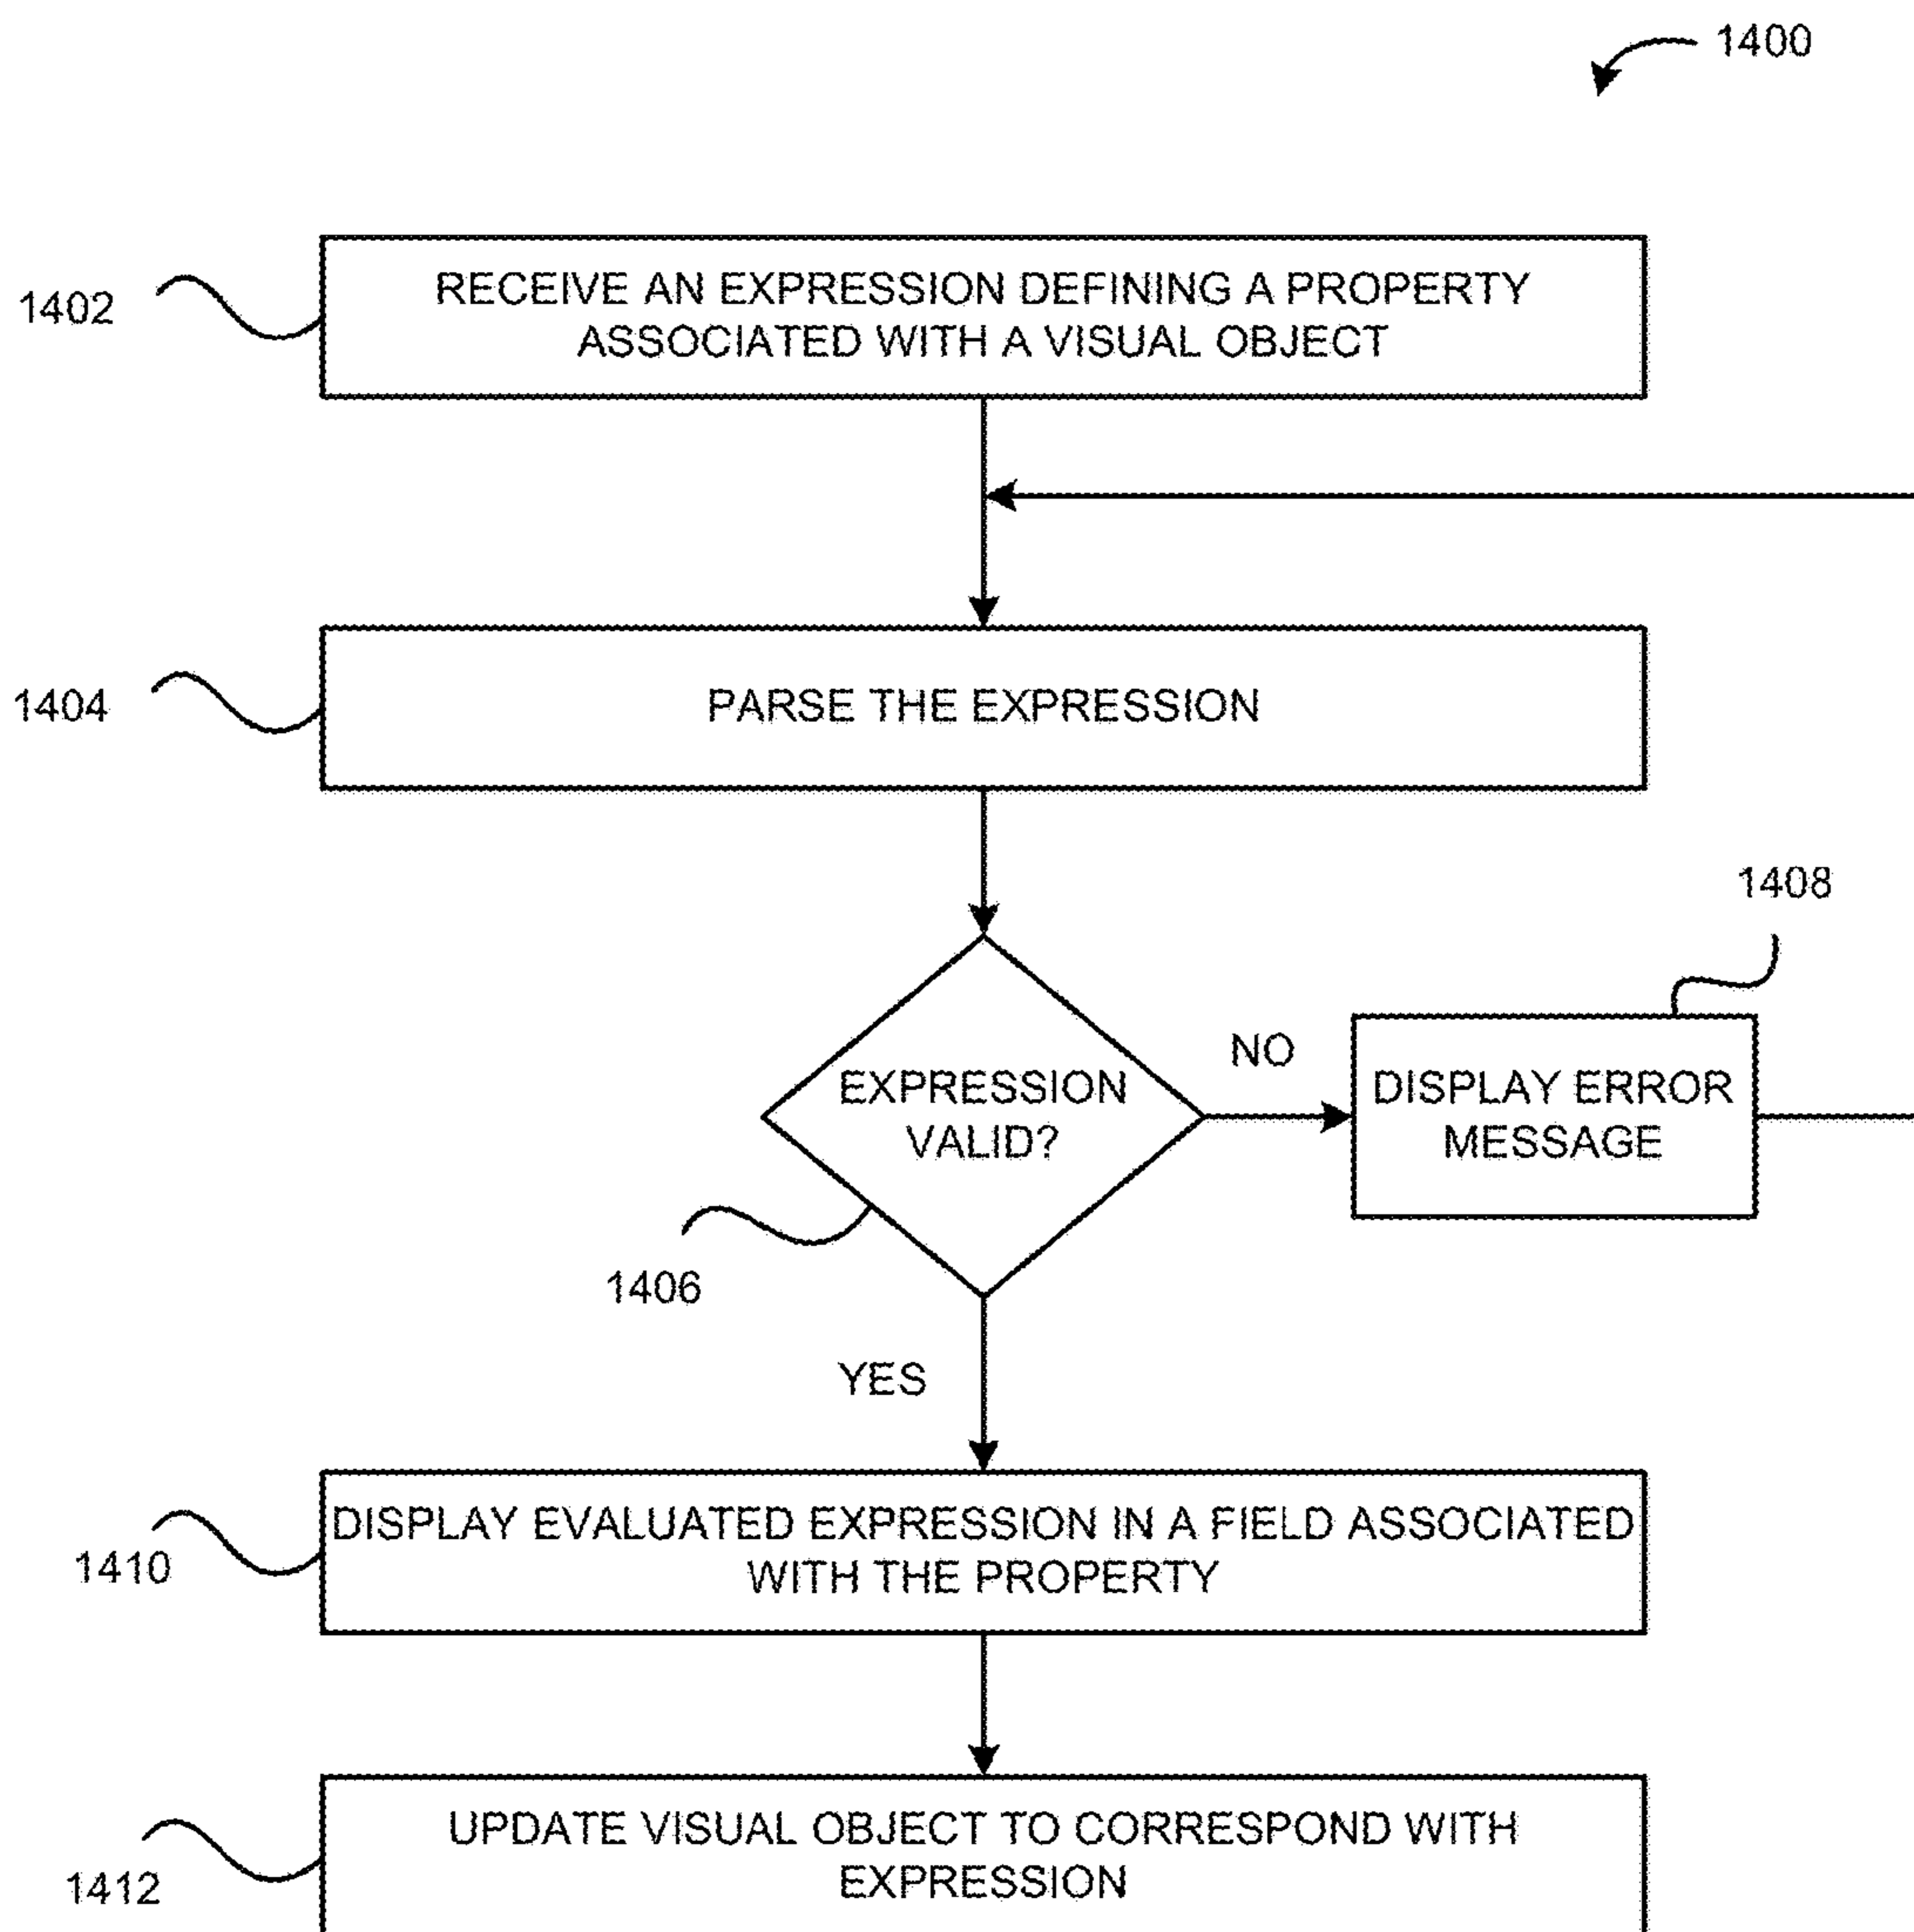 1400
1402
RECEIVE AN EXPRESSION DEFINING A PROPERTY
ASSOCIATED WITH A VISUAL OBJECT
1404
PARSE THE EXPRESSION
1408
EXPRESSION
VALID?
NO
DISPLAY ERROR
MESSAGE
1406
YES
1410
DISPLAY EVALUATED EXPRESSION IN A FIELD ASSOCIATED
WITH THE PROPERTY
1412
UPDATE VISUAL OBJECT TO CORRESPOND WITH
EXPRESSION